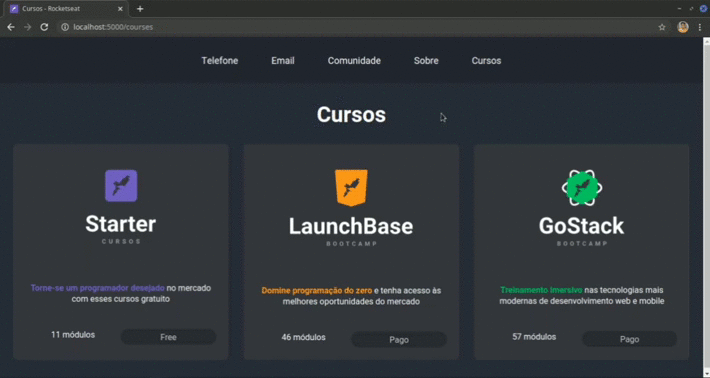 Cursos - Rocketseat
localhost:5000/courses
Telefone Email Comunidade Sobre Cursos
Cursos
Starter
CURSOS
Torne-se um programador desejado no mercado
com esses cursos gratuito
11 módulos Free
LaunchBase
BOOTCAMP
Domine programação do zero e tenha acesso às
melhores oportunidades do mercado
46 módulos Pago
GoStack
BOOTCAMP
Treinamento imersivo nas tecnologias mais
modernas de desenvolvimento web e mobile
57 módulos Pago